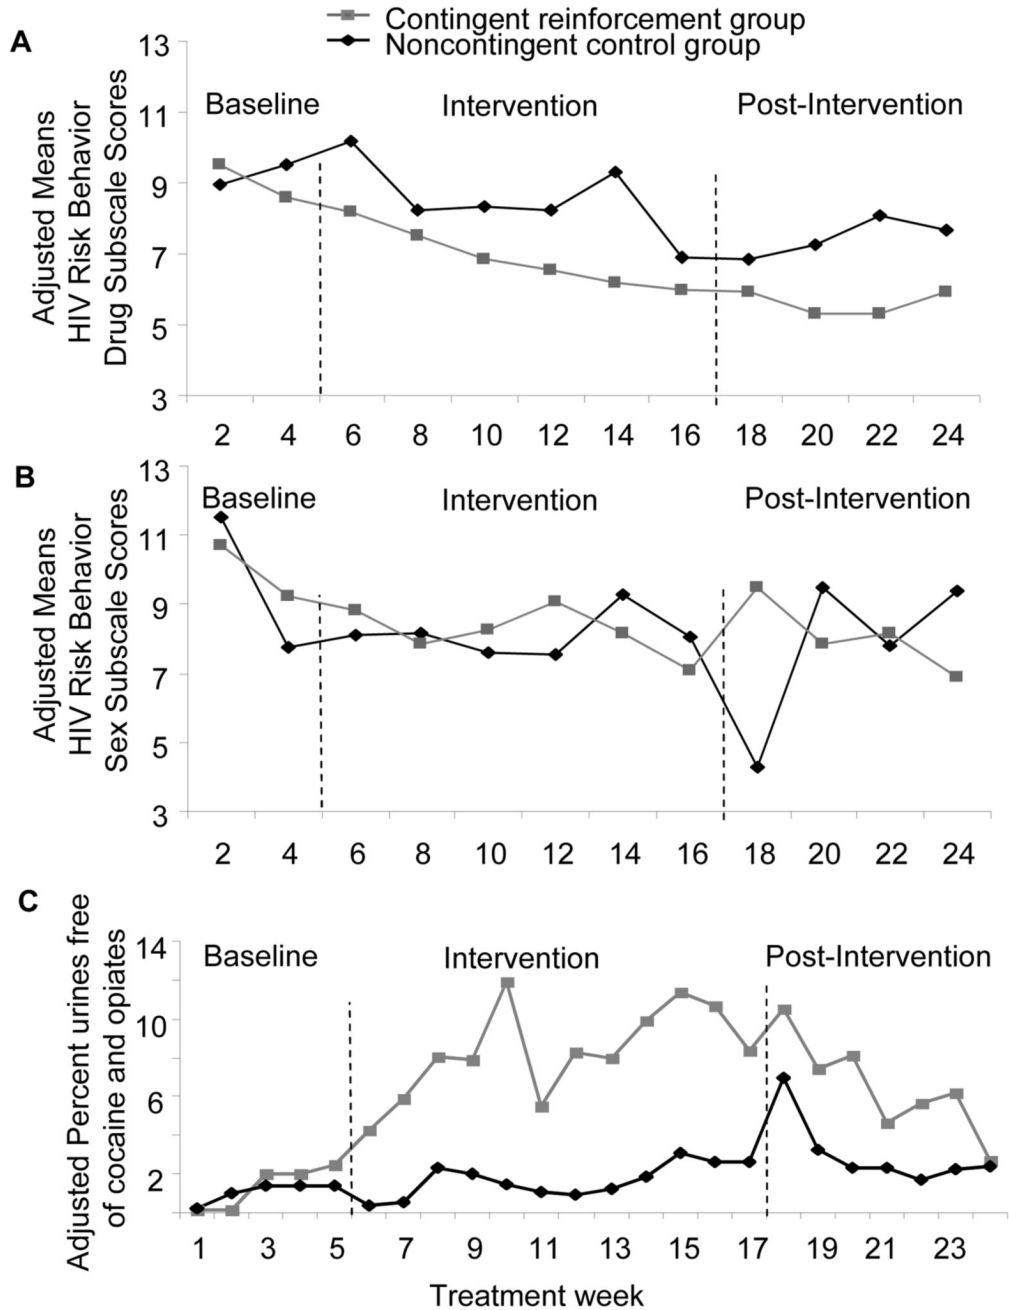 Contingent reinforcement group
Noncontingent control group
A
Adjusted Means
HIV Risk Behavior
Drug Subscale Scores
13
11
9
7
5
3
Baseline
Intervention
Post-Intervention
2 4 6 8 10 12 14 16 18 20 22 24
B
Adjusted Means
HIV Risk Behavior
Sex Subscale Scores
13
11
9
7
5
3
Baseline
Intervention
Post-Intervention
2 4 6 8 10 12 14 16 18 20 22 24
C
Adjusted Percent urines free
of cocaine and opiates
14
10
6
2
Baseline
Intervention
Post-Intervention
1 3 5 7 9 11 13 15 17 19 21 23
Treatment week